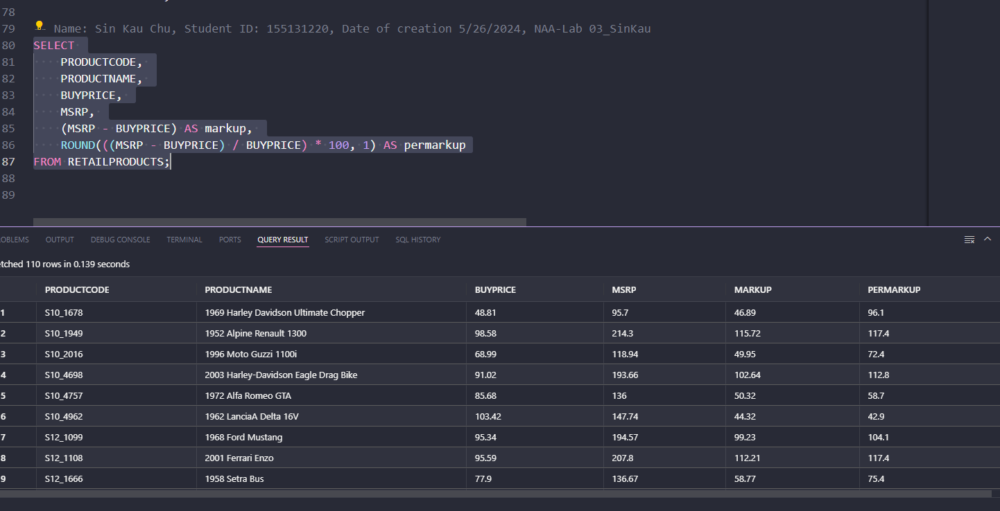 78
79 -- Name: Sin Kau Chu, Student ID: 155131220, Date of creation 5/26/2024, NAA-Lab 03_SinKau
80 SELECT
81 PRODUCTCODE,
82 PRODUCTNAME,
83 BUYPRICE,
84 MSRP,
85 (MSRP - BUYPRICE) AS markup,
86 ROUND(((MSRP - BUYPRICE) / BUYPRICE) * 100, 1) AS permarkup
87 FROM RETAILPRODUCTS;
88
89
OBLEMS OUTPUT DEBUG CONSOLE TERMINAL PORTS QUERY RESULT SCRIPT OUTPUT SQL HISTORY
etched 110 rows in 0.139 seconds
PRODUCTCODE PRODUCTNAME BUYPRICE MSRP MARKUP PERMARKUP
1 S10_1678 1969 Harley Davidson Ultimate Chopper 48.81 95.7 46.89 96.1
2 S10_1949 1952 Alpine Renault 1300 98.58 214.3 115.72 117.4
3 S10_2016 1996 Moto Guzzi 1100i 68.99 118.94 49.95 72.4
4 S10_4698 2003 Harley-Davidson Eagle Drag Bike 91.02 193.66 102.64 112.8
5 S10_4757 1972 Alfa Romeo GTA 85.68 136 50.32 58.7
6 S10_4962 1962 LanciaA Delta 16V 103.42 147.74 44.32 42.9
7 S12_1099 1968 Ford Mustang 95.34 194.57 99.23 104.1
8 S12_1108 2001 Ferrari Enzo 95.59 207.8 112.21 117.4
9 S12_1666 1958 Setra Bus 77.9 136.67 58.77 75.4